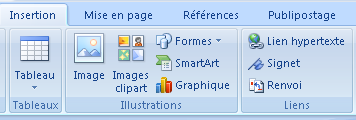 Insertion Mise en page Références Publipostage
Tableau
Tableaux
Image
Images
clipart
Formes
SmartArt
Graphique
Illustrations
Lien hypertexte
Signet
Renvoi
Liens